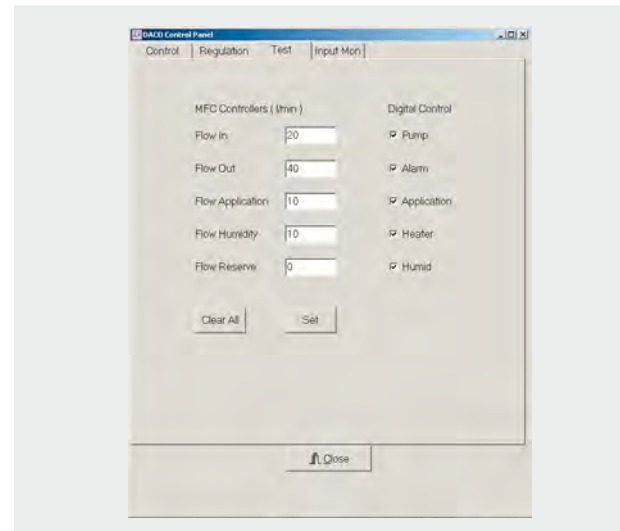 DACO Control Panel
Control Regulation Test Input Mon
MFC Controllers ( l/min ) Digital Control
Flow In 20 Pump
Flow Out 40 Alarm
Flow Application 10 Application
Flow Humidity 10 Heater
Flow Reserve 0 Humid
Clear All Set
Close